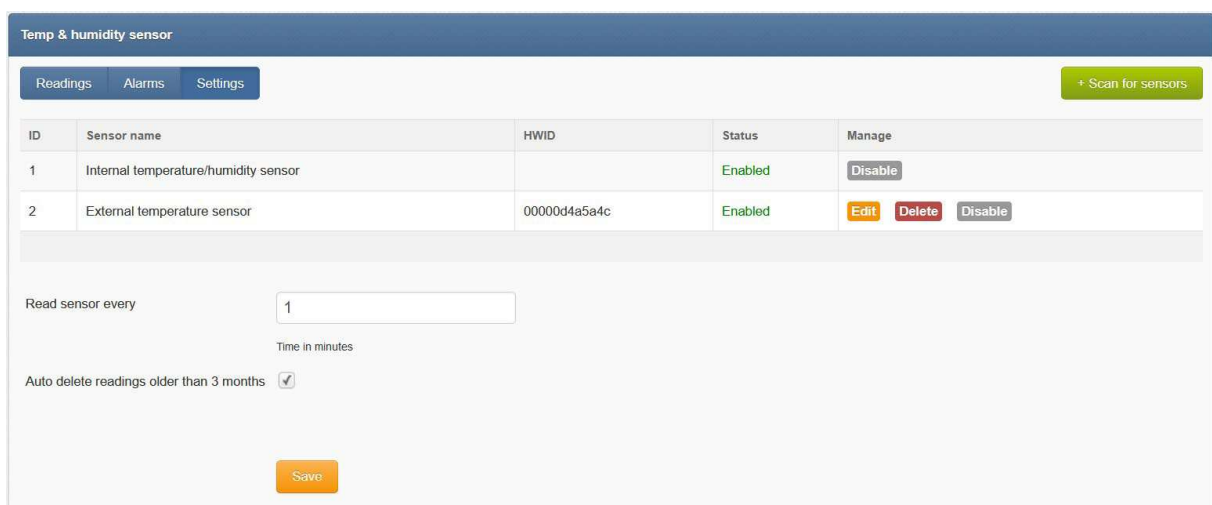 Temp & humidity sensor
Readings Alarms Settings + Scan for sensors
ID Sensor name HWID Status Manage
1 Internal temperature/humidity sensor Enabled Disable
2 External temperature sensor 00000d4a5a4c Enabled Edit Delete Disable
Read sensor every 1
Time in minutes
Auto delete readings older than 3 months
Save